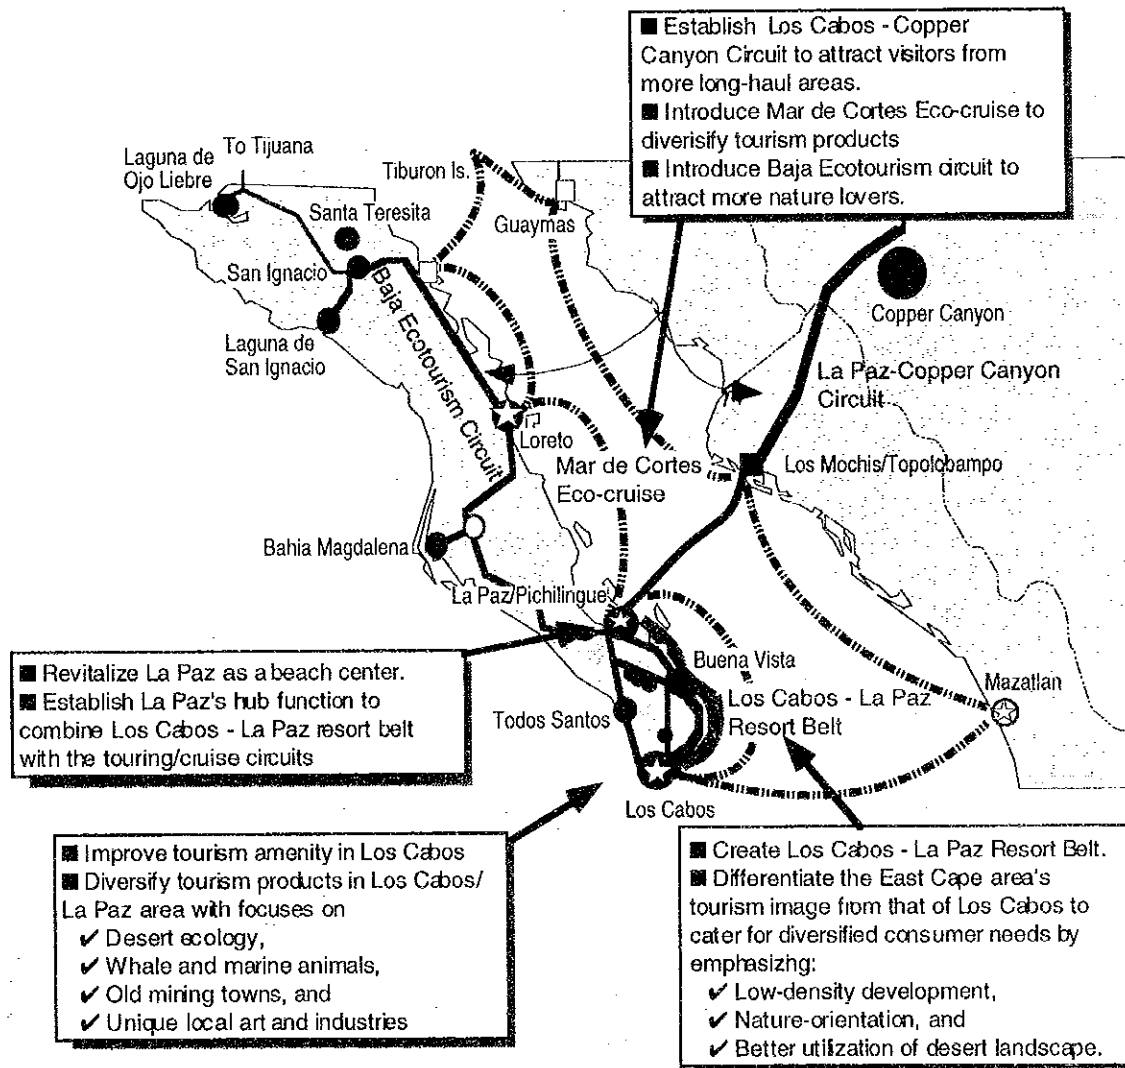 ■ Establish Los Cabos - Copper
Canyon Circuit to attract visitors from
more long-haul areas.
■ Introduce Mar de Cortes Eco-cruise to
diverisify tourism products
■ Introduce Baja Ecotourism circuit to
attract more nature lovers.
To Tijuana
Laguna de
Ojo Liebre
Tiburon Is.
Santa Teresita
Guaymas
San Ignacio
Baja Ecotourism Circuit
Copper Canyon
Laguna de
San Ignacio
La Paz-Copper Canyon
Circuit
Loreto
Mar de Cortes
Eco-cruise
Los Mochis/Topolobampo
Bahia Magdalena
La Paz/Pichilingue
■ Revitalize La Paz as a beach center.
■ Establish La Paz's hub function to
combine Los Cabos - La Paz resort belt
with the touring/cruise circuits
Buena Vista
Mazatlan
Todos Santos
Los Cabos - La Paz
Resort Belt
Los Cabos
■ Improve tourism amenity in Los Cabos
■ Diversify tourism products in Los Cabos/
La Paz area with focuses on
✔ Desert ecology,
✔ Whale and marine animals,
✔ Old mining towns, and
✔ Unique local art and industries
■ Create Los Cabos - La Paz Resort Belt.
■ Differentiate the East Cape area's
tourism image from that of Los Cabos to
cater for diversified consumer needs by
emphasizing:
✔ Low-density development,
✔ Nature-orientation, and
✔ Better utilization of desert landscape.